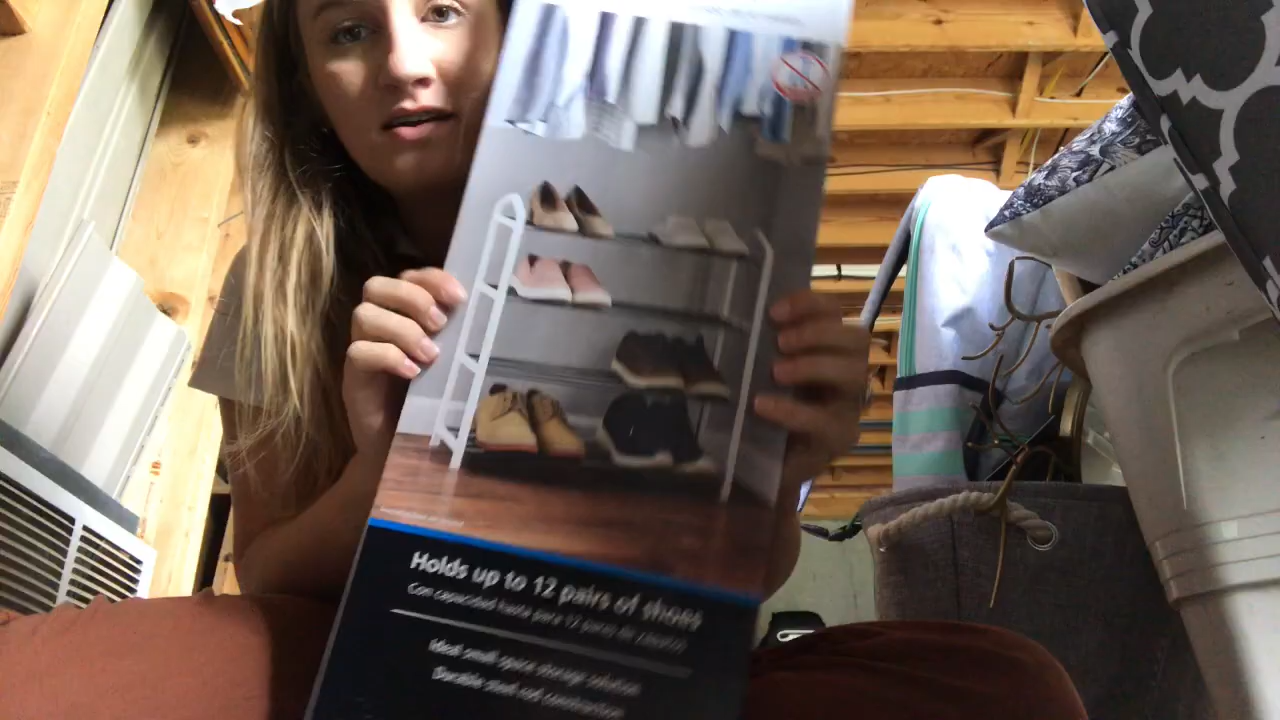 Holds up to 12 pairs of shoes
Con capacidad hasta para 12 pares de zapatos
Ideal small space storage solution
Durable steel rod construction